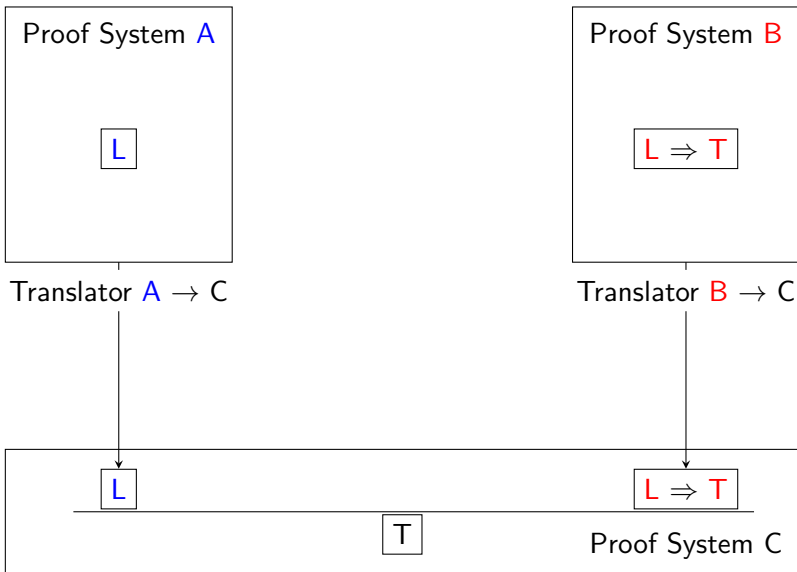 Proof System A
Proof System B
L
L ⇒ T
Translator A → C
Translator B → C
L
L ⇒ T
T
Proof System C